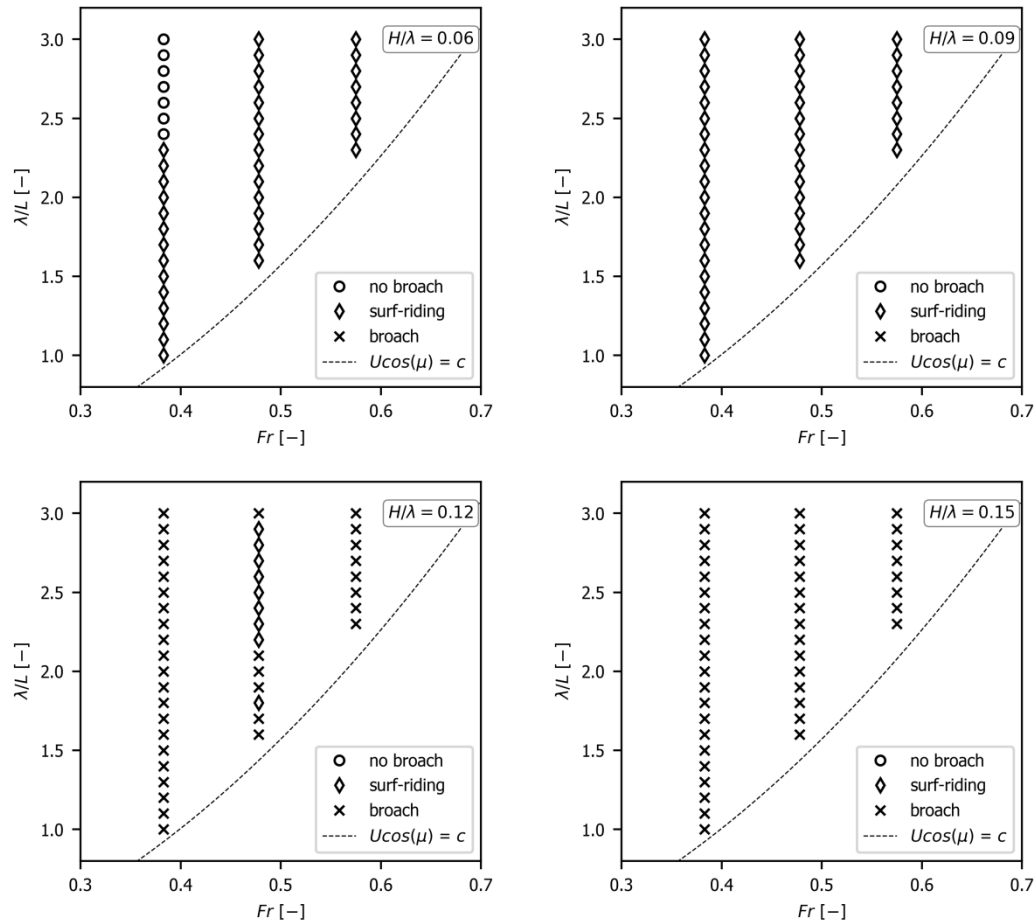 H/λ = 0.06
3.0
2.5
2.0
1.5
1.0
λ/L [−]
no broach
surf-riding
broach
Ucos(μ) = c
0.3 0.4 0.5 0.6 0.7
Fr [−]
H/λ = 0.09
3.0
2.5
2.0
1.5
1.0
λ/L [−]
no broach
surf-riding
broach
Ucos(μ) = c
0.3 0.4 0.5 0.6 0.7
Fr [−]
H/λ = 0.12
3.0
2.5
2.0
1.5
1.0
λ/L [−]
no broach
surf-riding
broach
Ucos(μ) = c
0.3 0.4 0.5 0.6 0.7
Fr [−]
H/λ = 0.15
3.0
2.5
2.0
1.5
1.0
λ/L [−]
no broach
surf-riding
broach
Ucos(μ) = c
0.3 0.4 0.5 0.6 0.7
Fr [−]